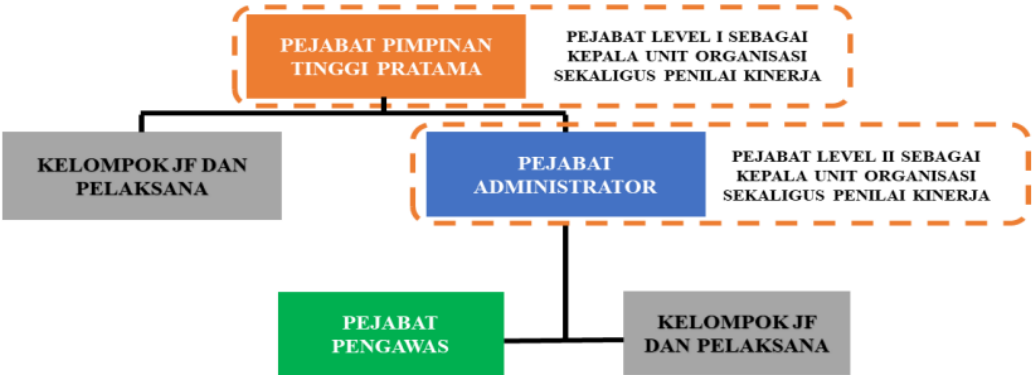 PEJABAT PIMPINAN
TINGGI PRATAMA
PEJABAT LEVEL I SEBAGAI
KEPALA UNIT ORGANISASI
SEKALIGUS PENILAI KINERJA
KELOMPOK JF DAN
PELAKSANA
PEJABAT
ADMINISTRATOR
PEJABAT LEVEL II SEBAGAI
KEPALA UNIT ORGANISASI
SEKALIGUS PENILAI KINERJA
PEJABAT
PENGAWAS
KELOMPOK JF
DAN PELAKSANA